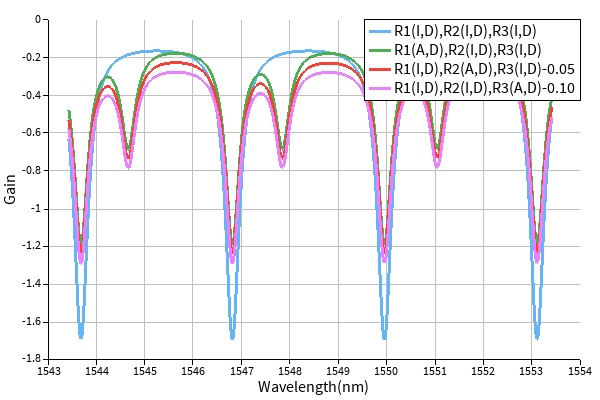 0
-0.2
-0.4
-0.6
-0.8
-1
-1.2
-1.4
-1.6
-1.8
Gain
R1(I,D),R2(I,D),R3(I,D)
R1(A,D),R2(I,D),R3(I,D)
R1(I,D),R2(A,D),R3(I,D)-0.05
R1(I,D),R2(I,D),R3(A,D)-0.10
1543 1544 1545 1546 1547 1548 1549 1550 1551 1552 1553 1554
Wavelength(nm)